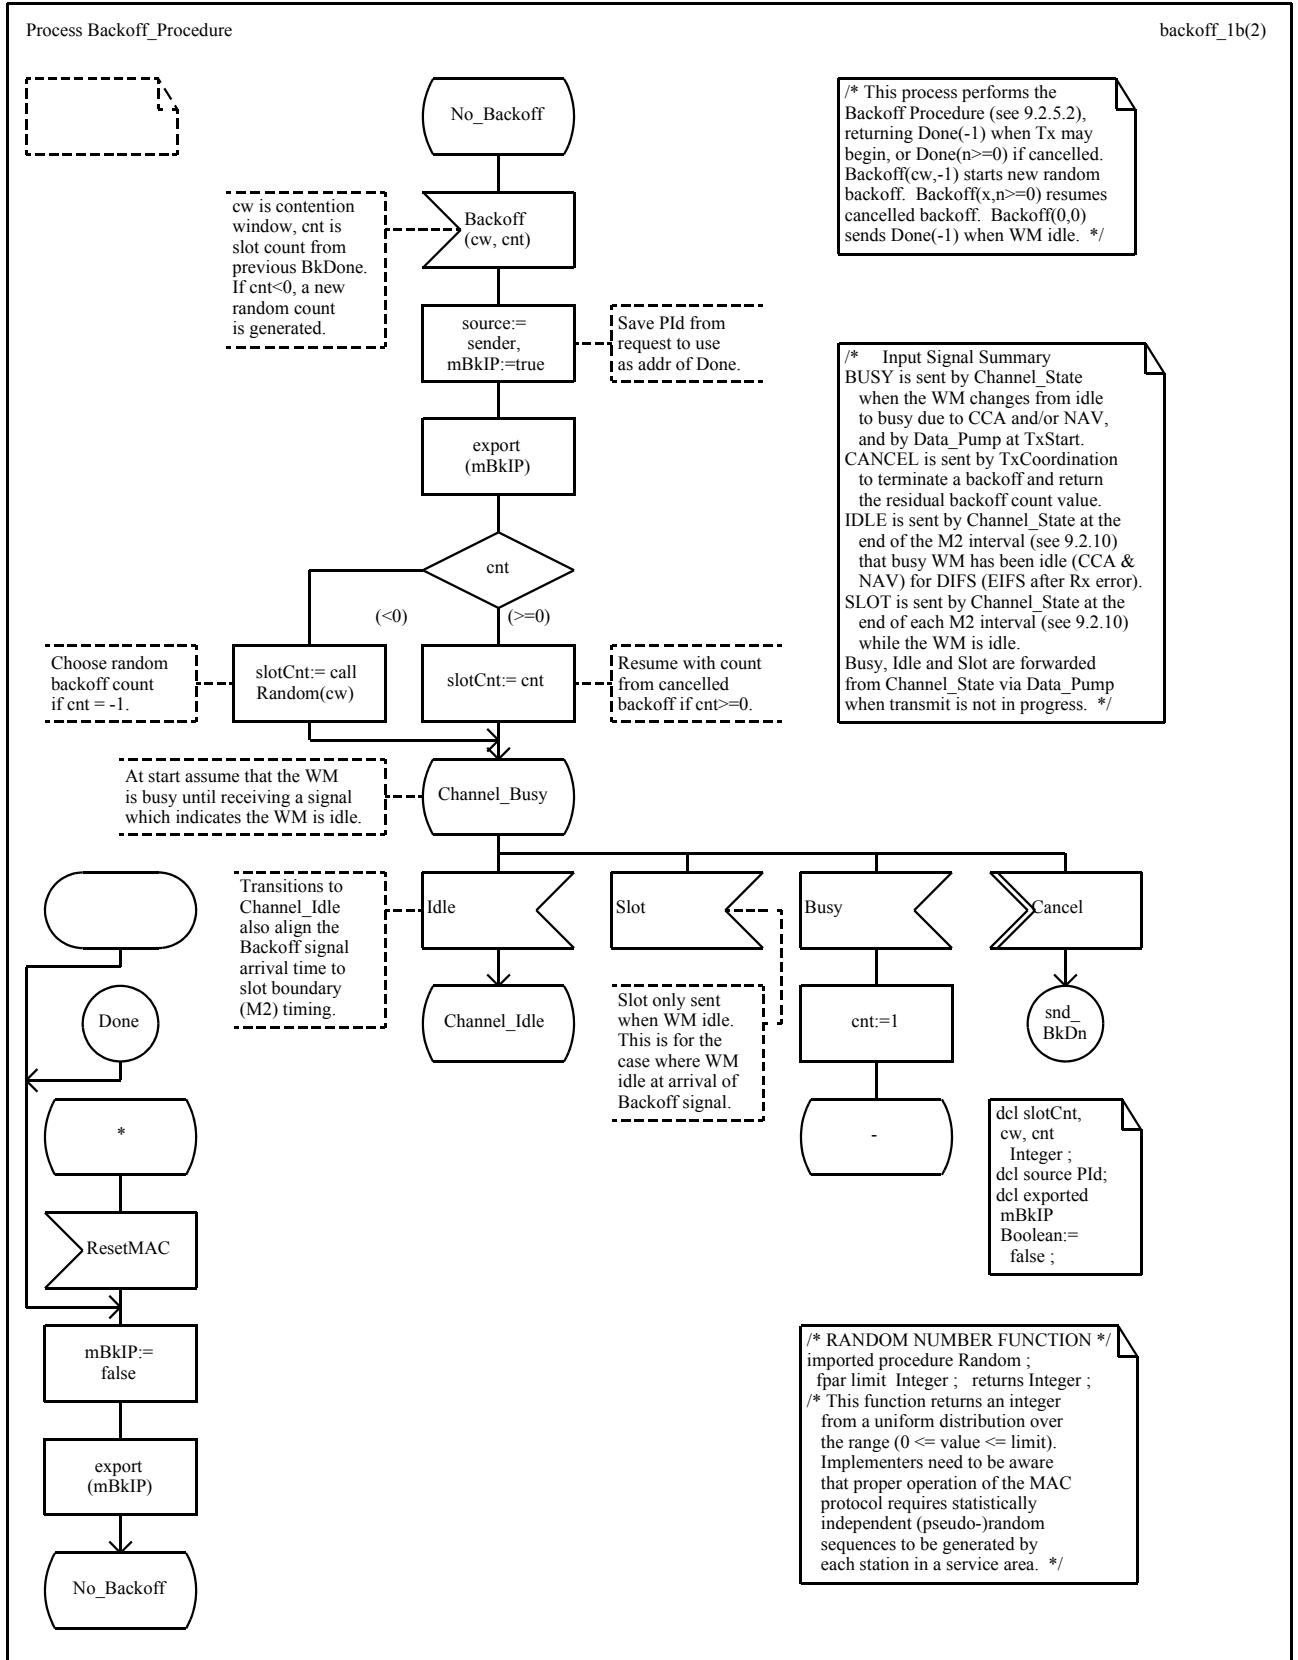 Process Backoff_Procedure
backoff_1b(2)
No_Backoff
/* This process performs the
Backoff Procedure (see 9.2.5.2),
returning Done(-1) when Tx may
begin, or Done(n>=0) if cancelled.
Backoff(cw,-1) starts new random
backoff. Backoff(x,n>=0) resumes
cancelled backoff. Backoff(0,0)
sends Done(-1) when WM idle. */
cw is contention
window, cnt is
slot count from
previous BkDone.
If cnt<0, a new
random count
is generated.
Backoff
(cw, cnt)
source:=
sender,
mBkIP:=true
Save PId from
request to use
as addr of Done.
/* Input Signal Summary
BUSY is sent by Channel_State
when the WM changes from idle
to busy due to CCA and/or NAV,
and by Data_Pump at TxStart.
CANCEL is sent by TxCoordination
to terminate a backoff and return
the residual backoff count value.
IDLE is sent by Channel_State at the
end of the M2 interval (see 9.2.10)
that busy WM has been idle (CCA &
NAV) for DIFS (EIFS after Rx error).
SLOT is sent by Channel_State at the
end of each M2 interval (see 9.2.10)
while the WM is idle.
Busy, Idle and Slot are forwarded
from Channel_State via Data_Pump
when transmit is not in progress. */
export
(mBkIP)
cnt
(<0)
(>=0)
Choose random
backoff count
if cnt = -1.
slotCnt:= call
Random(cw)
slotCnt:= cnt
Resume with count
from cancelled
backoff if cnt>=0.
At start assume that the WM
is busy until receiving a signal
which indicates the WM is idle.
Channel_Busy
Transitions to
Channel_Idle
also align the
Backoff signal
arrival time to
slot boundary
(M2) timing.
Idle
Slot
Busy
Cancel
Done
Channel_Idle
Slot only sent
when WM idle.
This is for the
case where WM
idle at arrival of
Backoff signal.
cnt:=1
snd_
BkDn
*
-
dcl slotCnt,
cw, cnt
Integer ;
dcl source PId;
dcl exported
mBkIP
Boolean:=
false ;
ResetMAC
mBkIP:=
false
export
(mBkIP)
No_Backoff
/* RANDOM NUMBER FUNCTION */
imported procedure Random ;
fpar limit Integer ; returns Integer ;
/* This function returns an integer
from a uniform distribution over
the range (0 <= value <= limit).
Implementers need to be aware
that proper operation of the MAC
protocol requires statistically
independent (pseudo-)random
sequences to be generated by
each station in a service area. */